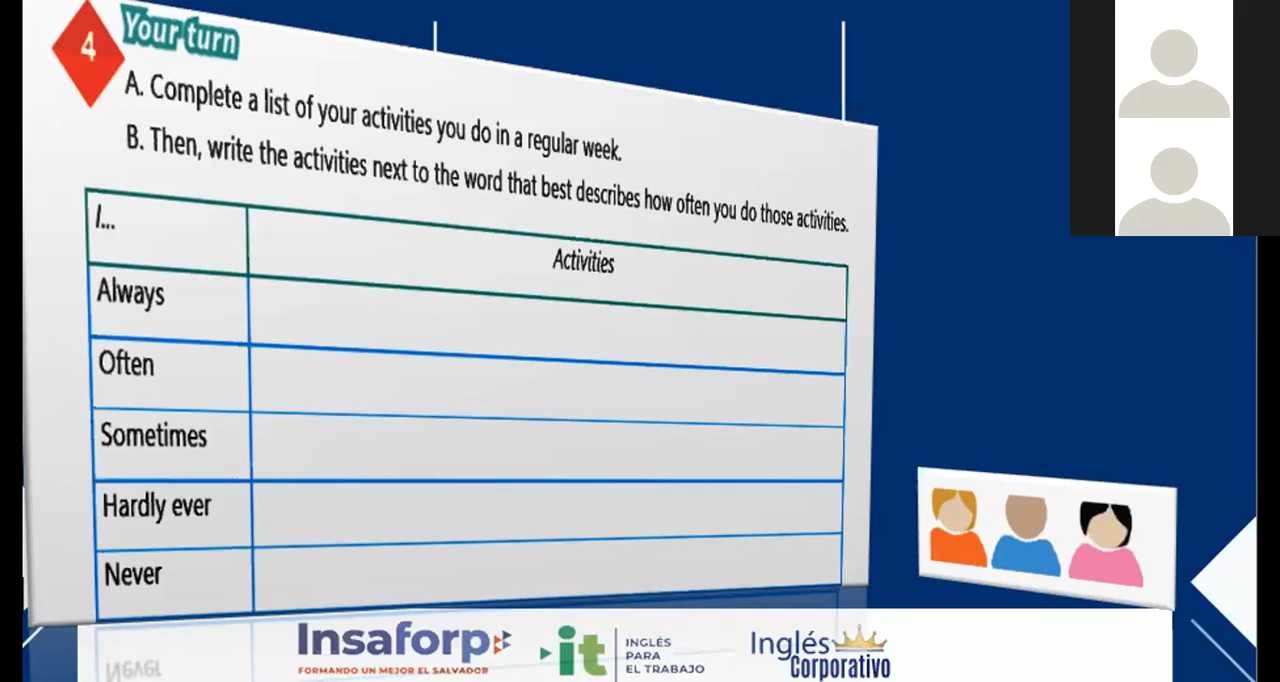 4
Your turn
A. Complete a list of your activities you do in a regular week.
B. Then, write the activities next to the word that best describes how often you do those activities.
I...
Activities
Always
Often
Sometimes
Hardly ever
Never
Never
Insaforp
FORMANDO UN MEJOR EL SALVADOR
it
INGLÉS
PARA
EL TRABAJO
Inglés
Corporativo